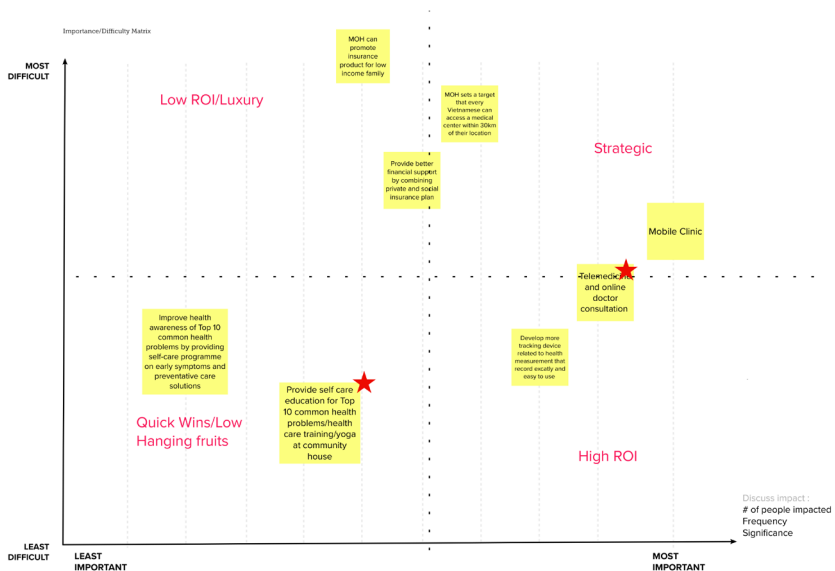 Importance/Difficulty Matrix
MOST
DIFFICULT
Low ROI/Luxury
MOH can
promote
insurance
product for low
income family
MOH sets a target
that every
Vietnamese can
access a medical
center within 30km
of their location
Strategic
Provide better
financial support
by combining
private and social
insurance plan
Mobile Clinic
Telemedicine
and online
doctor
consultation
Improve health
awareness of Top 10
common health
problems by providing
self-care programme
on early symptoms and
preventative care
solutions
Develop more
tracking device
related to health
measurement that
record excatly and
easy to use
Provide self care
education for Top
10 common health
problems/health
care training/yoga
at community
house
Quick Wins/Low
Hanging fruits
High ROI
Discuss impact :
# of people impacted
Frequency
Significance
LEAST
DIFFICULT
LEAST
IMPORTANT
MOST
IMPORTANT